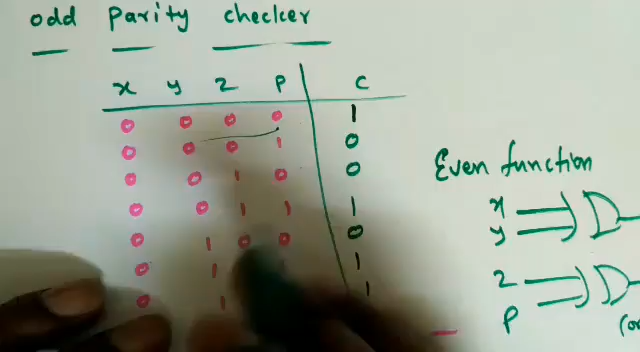 odd parity checker
x y z p c
0 0 0 0 1
0 0 0 1 0
0 0 1 0 0
0 0 1 1 1
0 1 0 0 0
0 1 1
0 1 1
Even function
x
y
z
p